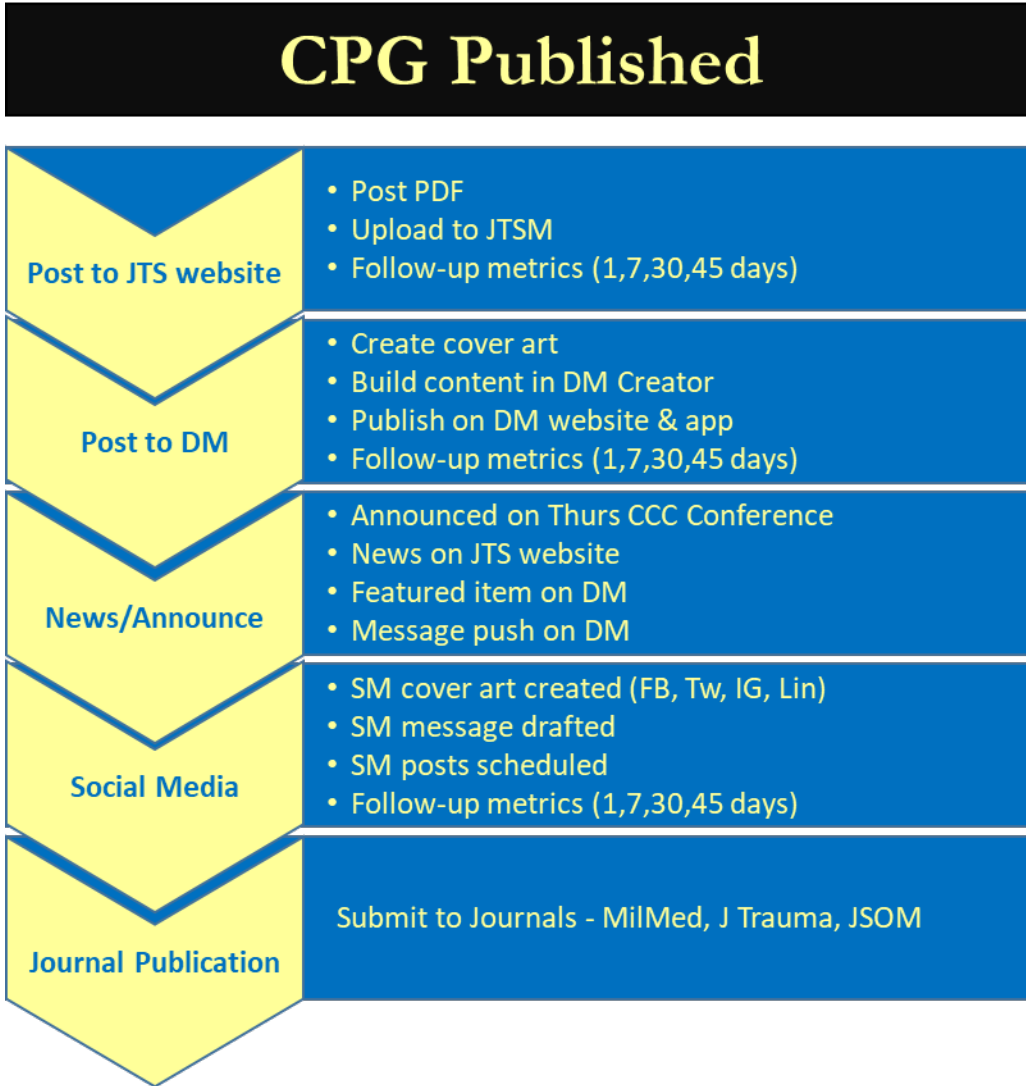 CPG Published
Post to JTS website
• Post PDF
• Upload to JTSM
• Follow-up metrics (1,7,30,45 days)
Post to DM
• Create cover art
• Build content in DM Creator
• Publish on DM website & app
• Follow-up metrics (1,7,30,45 days)
News/Announce
• Announced on Thurs CCC Conference
• News on JTS website
• Featured item on DM
• Message push on DM
Social Media
• SM cover art created (FB, Tw, IG, Lin)
• SM message drafted
• SM posts scheduled
• Follow-up metrics (1,7,30,45 days)
Journal Publication
Submit to Journals - MilMed, J Trauma, JSOM